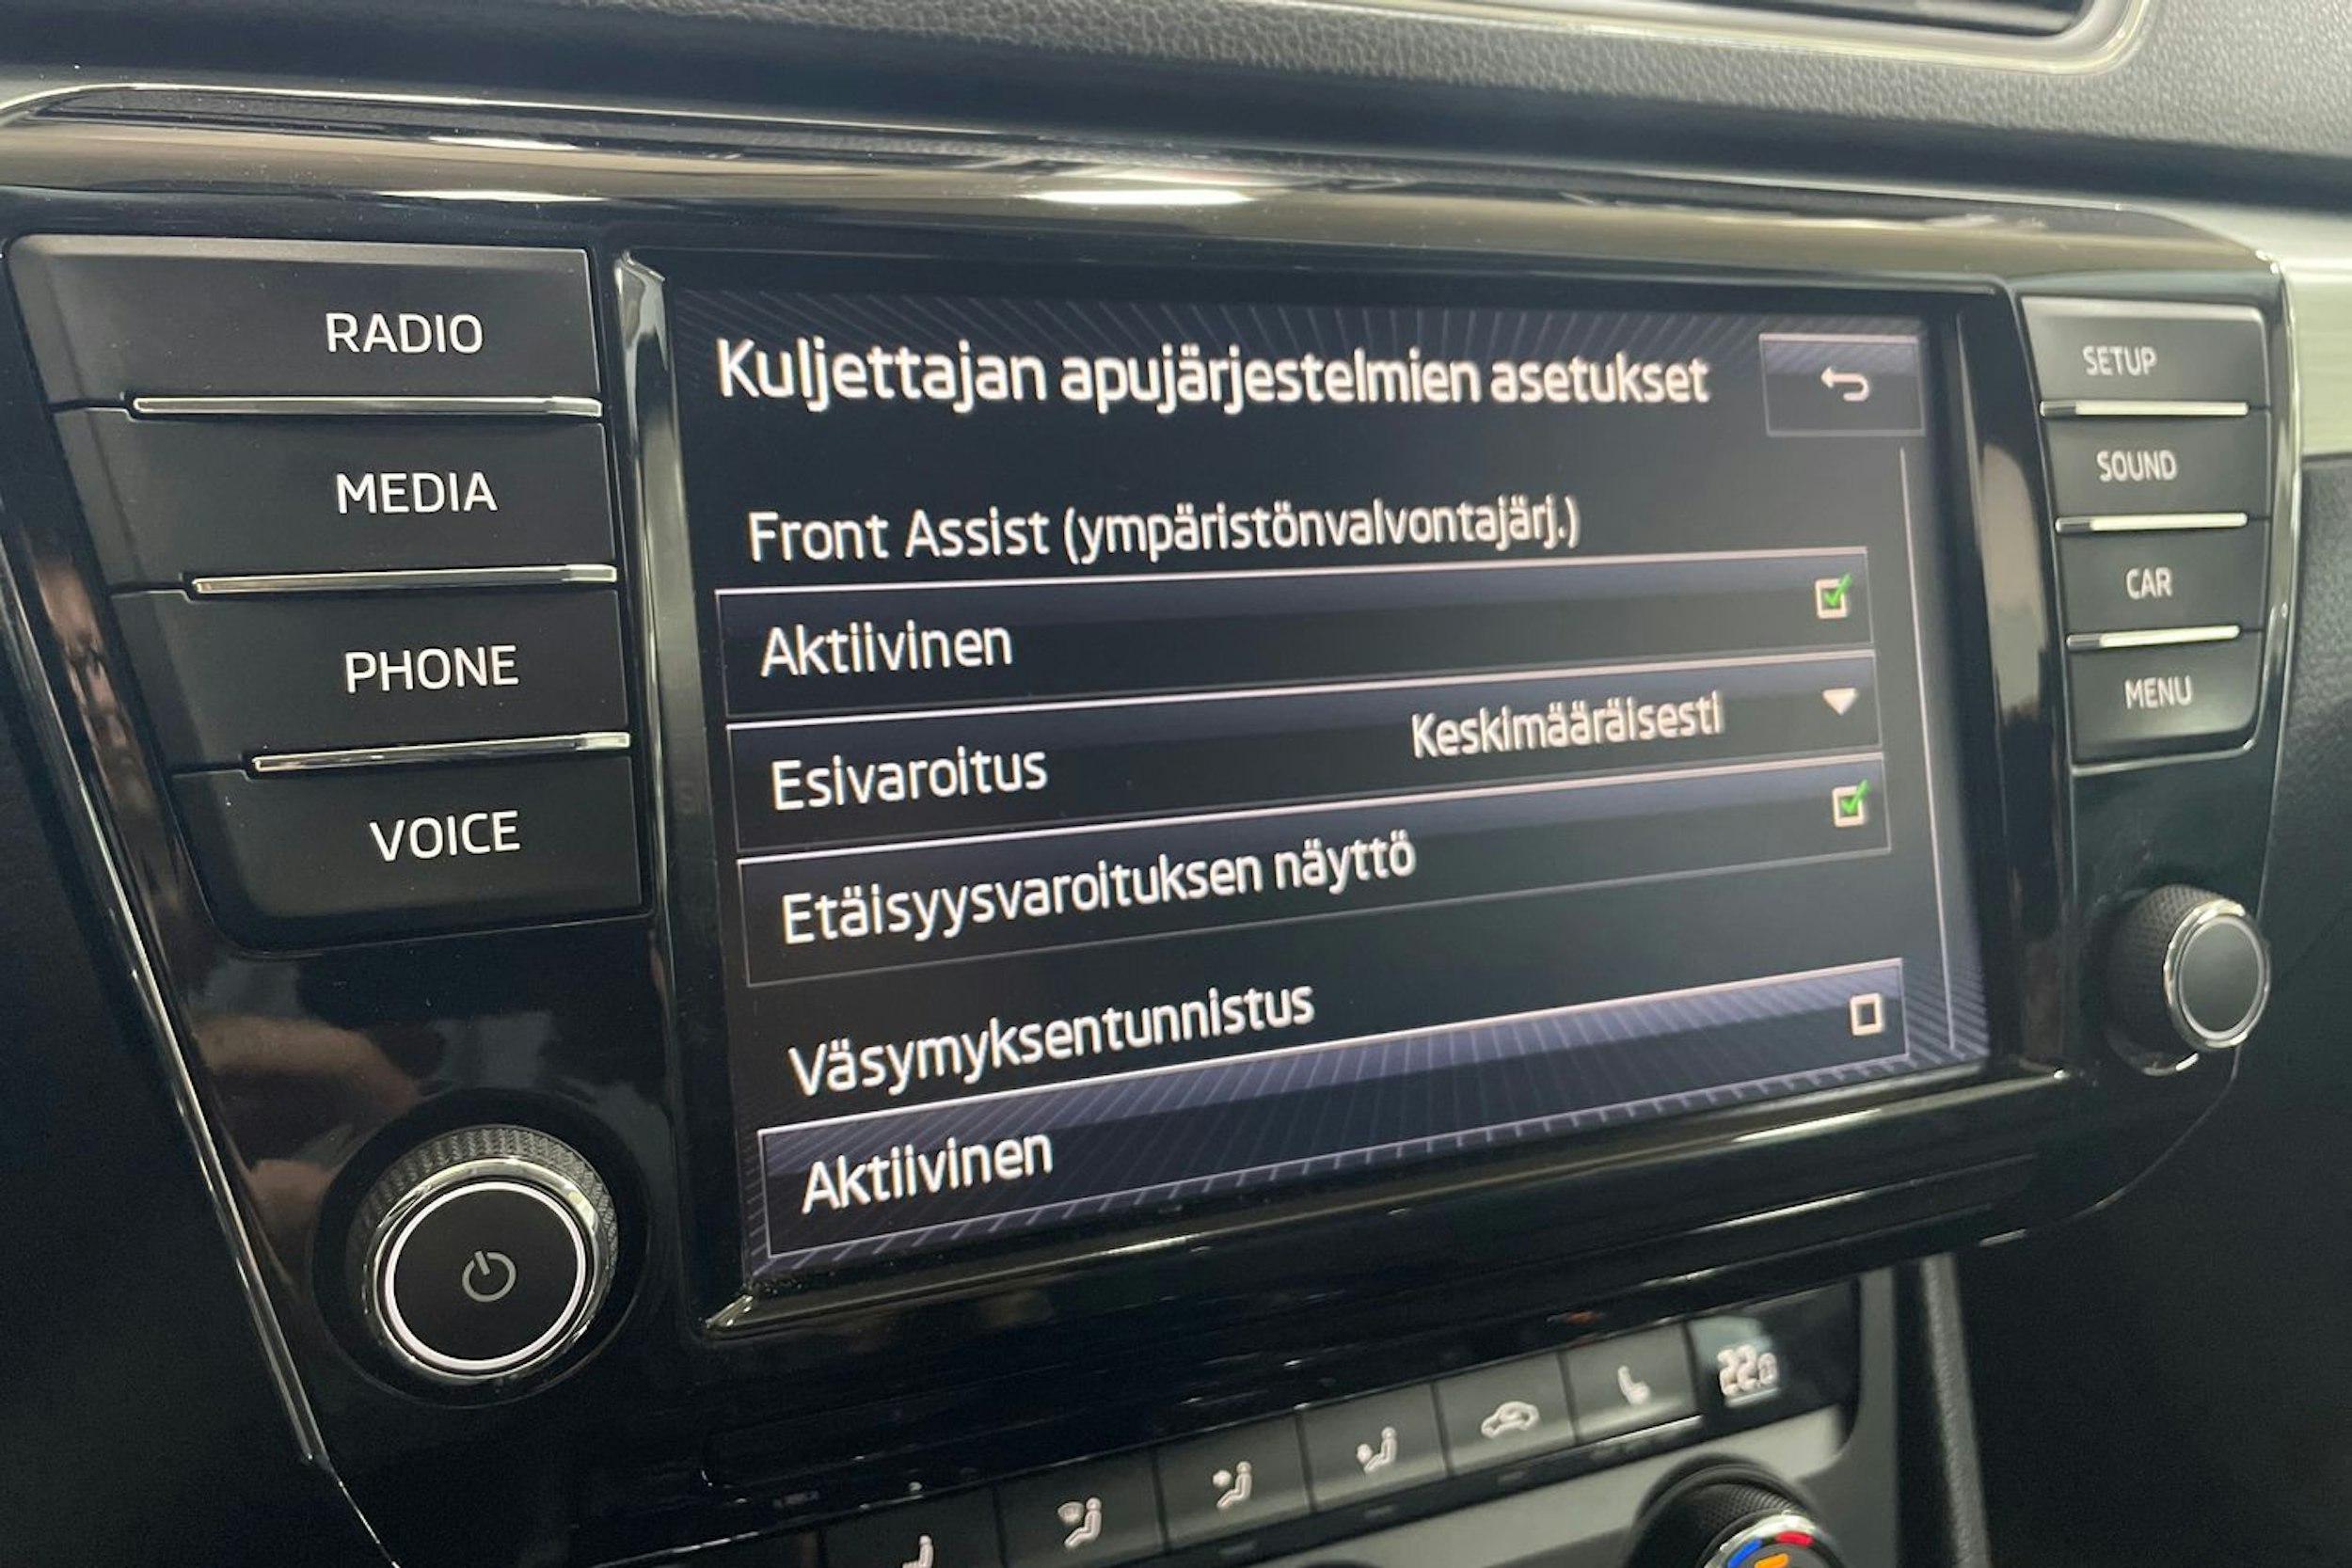 RADIO
MEDIA
PHONE
VOICE
Kuljettajan apujärjestelmien asetukset
Front Assist (ympäristönvalvontajärj.)
Aktiivinen
Esivaroitus Keskimääräisesti
Etäisyysvaroituksen näyttö
Väsymyksentunnistus
Aktiivinen
SETUP
SOUND
CAR
MENU